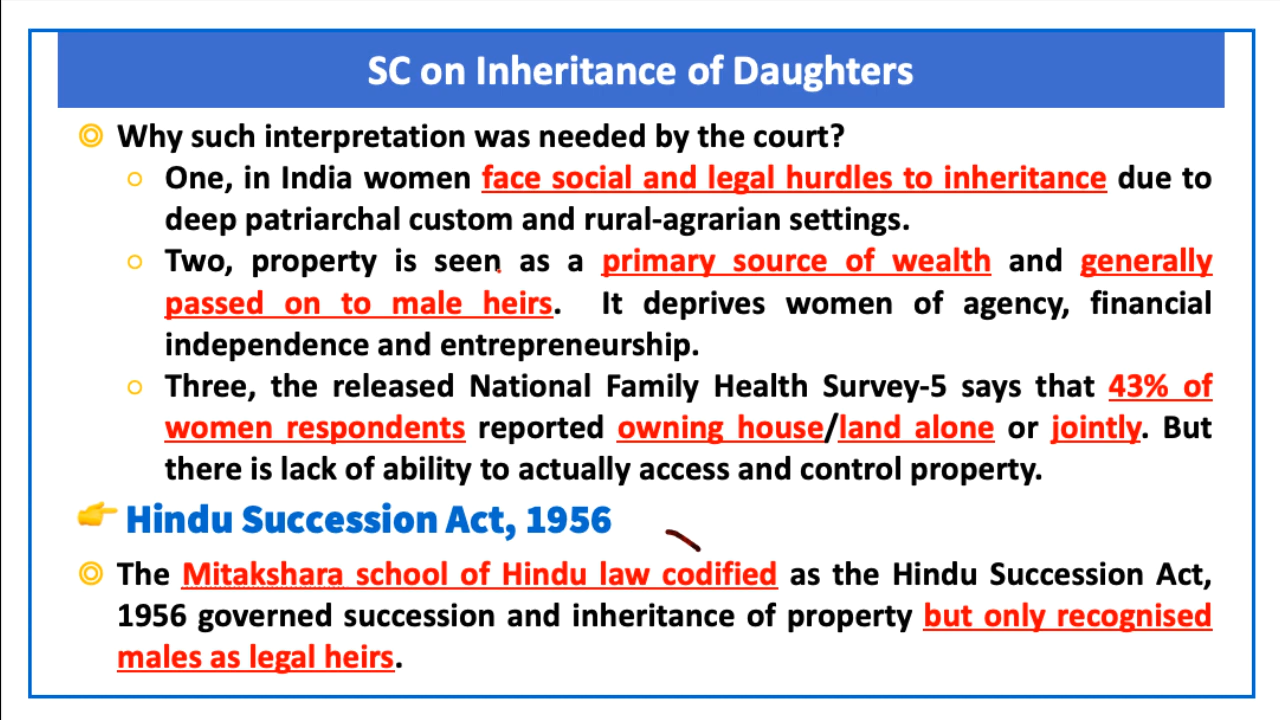 SC on Inheritance of Daughters
Why such interpretation was needed by the court?
One, in India women face social and legal hurdles to inheritance due to
deep patriarchal custom and rural-agrarian settings.
Two, property is seen as a primary source of wealth and generally
passed on to male heirs. It deprives women of agency, financial
independence and entrepreneurship.
Three, the released National Family Health Survey-5 says that 43% of
women respondents reported owning house/land alone or jointly. But
there is lack of ability to actually access and control property.
Hindu Succession Act, 1956
The Mitakshara school of Hindu law codified as the Hindu Succession Act,
1956 governed succession and inheritance of property but only recognised
males as legal heirs.